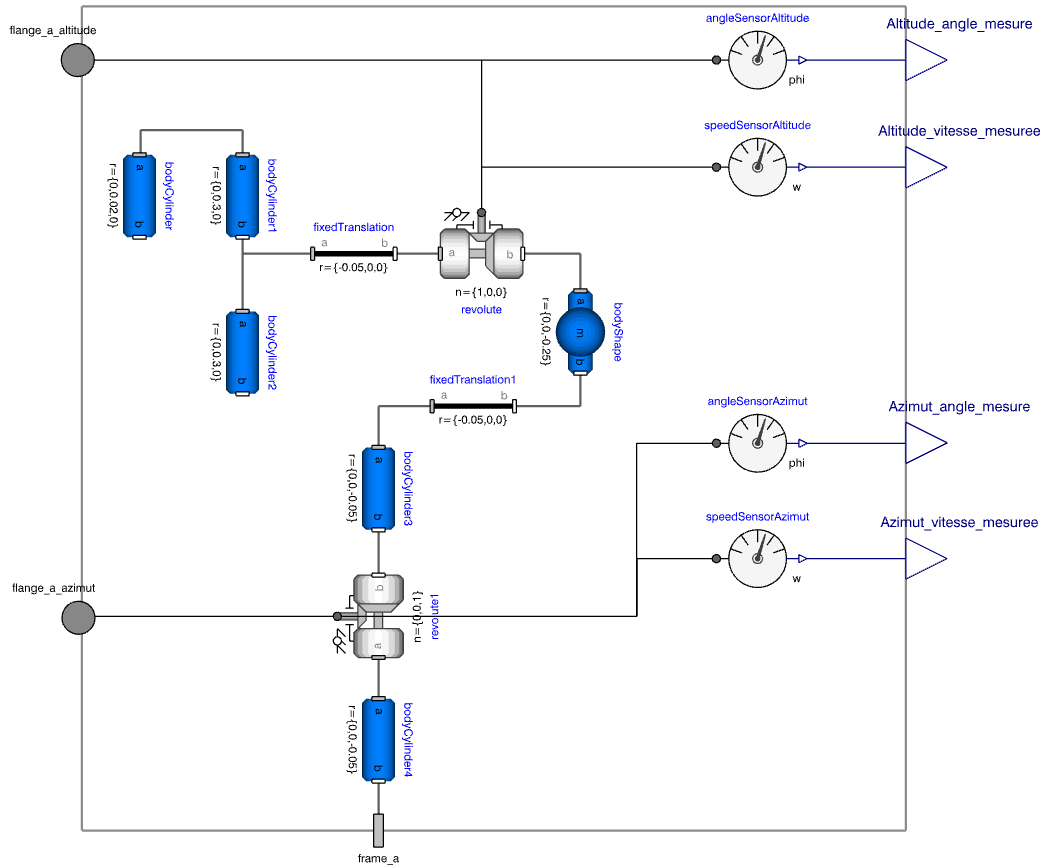 flange_a_altitude
angleSensorAltitude
Altitude_angle_mesure
phi
speedSensorAltitude
Altitude_vitesse_mesuree
w
a
b
r={0,0.02,0}
bodyCylinder
a
b
r={0,0.3,0}
bodyCylinder1
fixedTranslation
a b
r={-0.05,0,0}
a b
n={1,0,0}
revolute
a
m
b
r={0,0,-0.25}
bodyShape
a
b
r={0,0.3,0}
bodyCylinder2
fixedTranslation1
a b
r={-0.05,0,0}
angleSensorAzimut
Azimut_angle_mesure
phi
a
b
r={0,0,-0.05}
bodyCylinder3
speedSensorAzimut
Azimut_vitesse_mesuree
w
flange_a_azimut
b
a
n={0,0,1}
revolute1
a
b
r={0,0,-0.05}
bodyCylinder4
frame_a